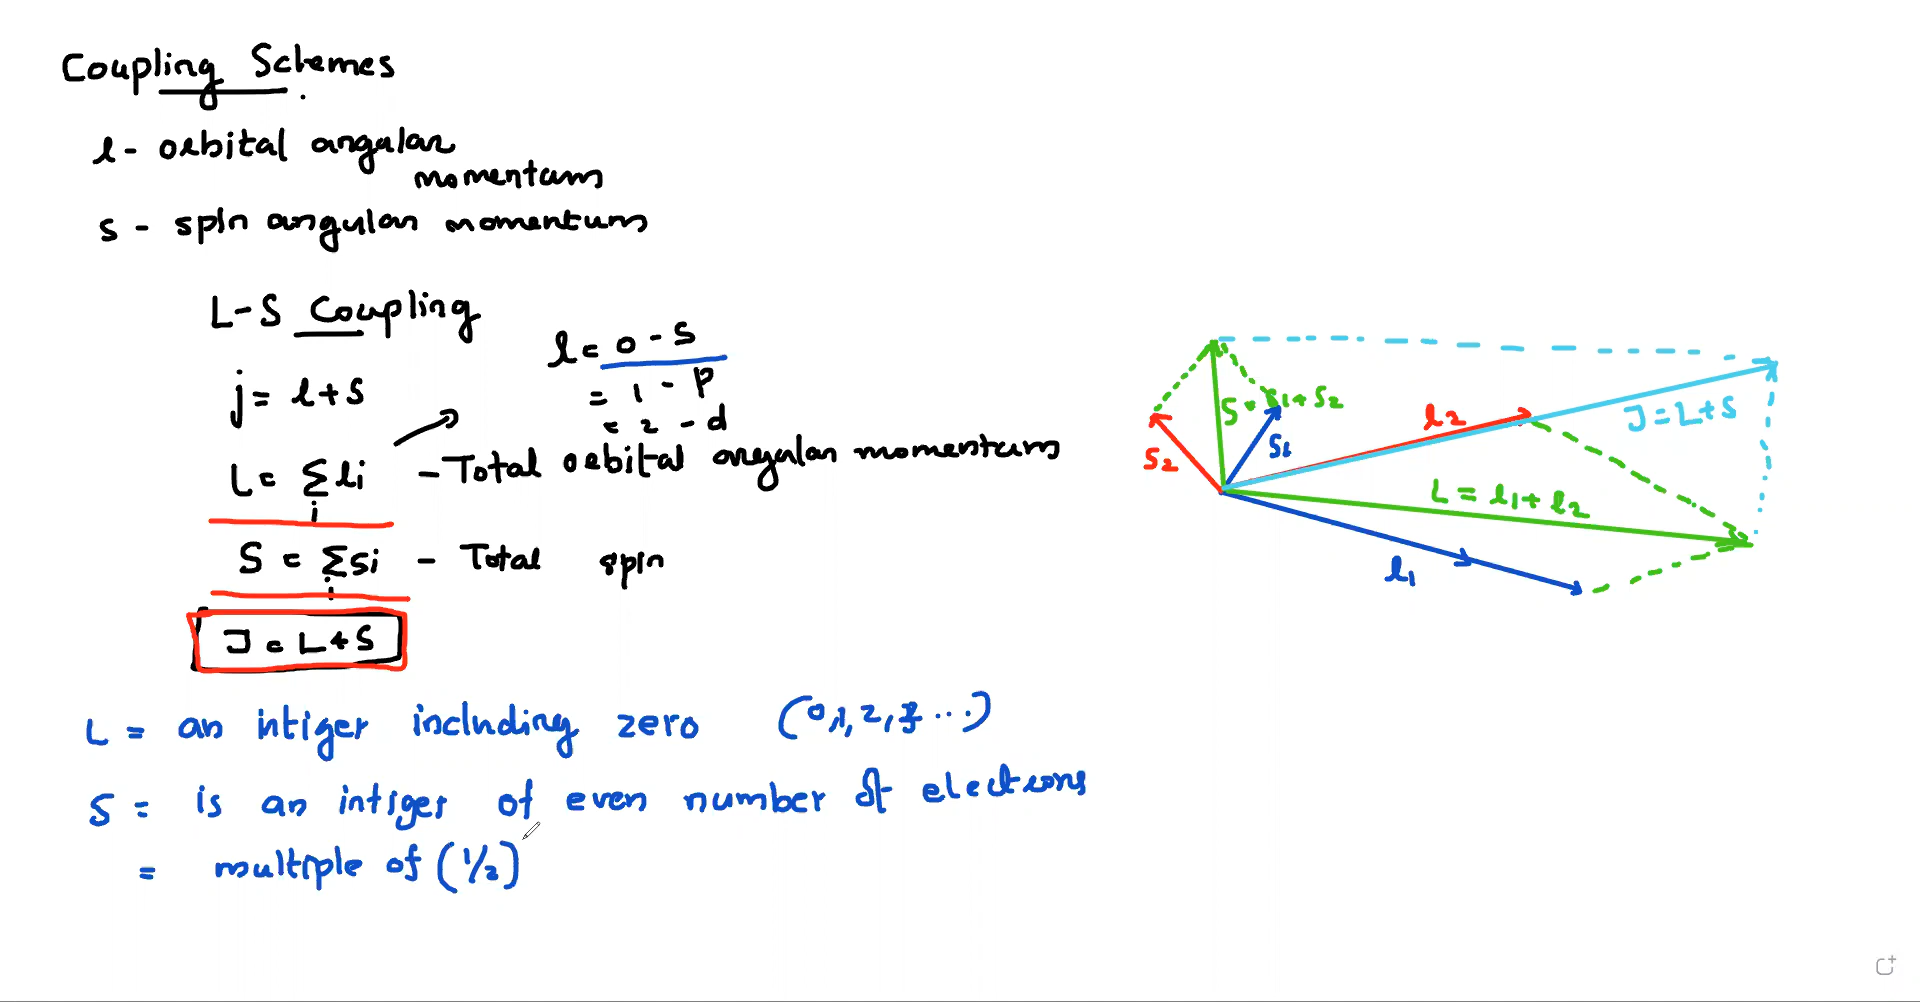 Coupling Schemes
l - orbital angular
momentum
s - spin angular momentum
L-S Coupling
l = 0 - s
= 1 - p
= 2 - d
j = l + s
L = Σ li - Total orbital angular momentum
i
S = Σ si - Total spin
i
J = L + S
L = an intiger including zero (0, 1, 2, 3 ...)
S = is an intiger of even number of electrons
= multiple of (1/2)
S = s1 + s2
s2
s1
l2
J = L + S
L = l1 + l2
l1